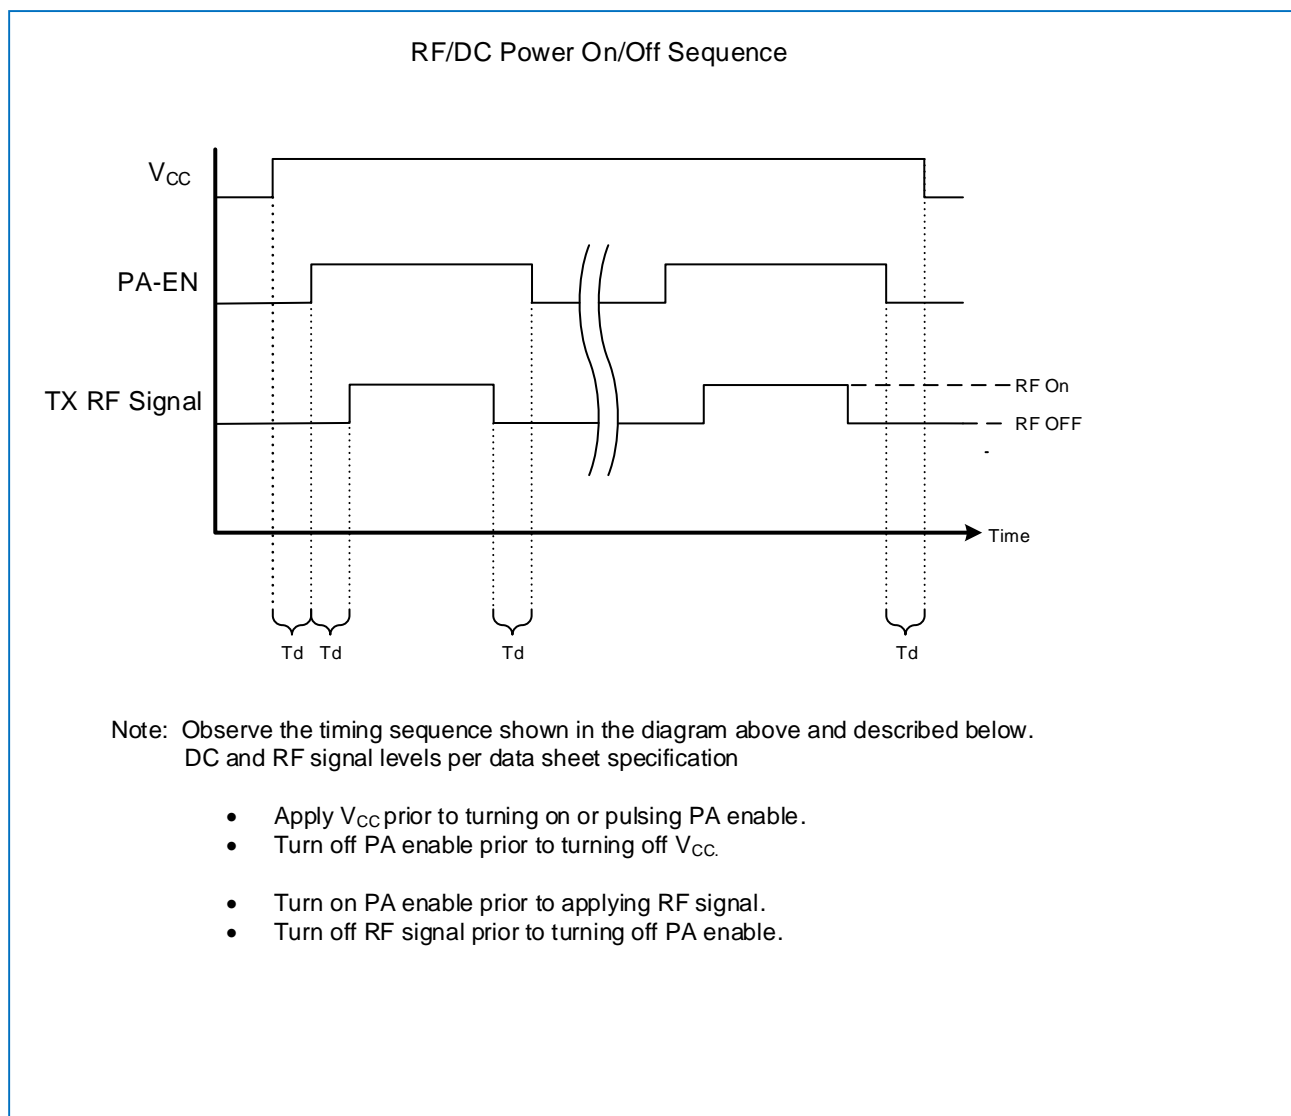 RF/DC Power On/Off Sequence
VCC
PA-EN
TX RF Signal
RF On
RF OFF
-
Time
Td Td Td Td
Note: Observe the timing sequence shown in the diagram above and described below.
DC and RF signal levels per data sheet specification
• Apply VCC prior to turning on or pulsing PA enable.
• Turn off PA enable prior to turning off VCC.
• Turn on PA enable prior to applying RF signal.
• Turn off RF signal prior to turning off PA enable.